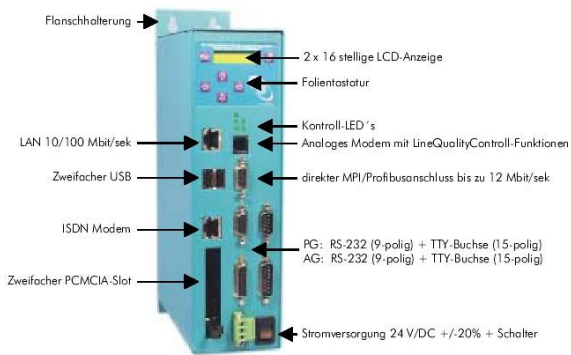 Flanschhalterung
2 x 16 stellige LCD-Anzeige
Folientastatur
Kontroll-LED´s
LAN 10/100 Mbit/sek
Analoges Modem mit LineQualityControll-Funktionen
Zweifacher USB
direkter MPI/Profibusanschluss bis zu 12 Mbit/sek
ISDN Modem
PG: RS-232 (9-polig) + TTY-Buchse (15-polig)
AG: RS-232 (9-polig) + TTY-Buchse (15-polig)
Zweifacher PCMCIA-Slot
Stromversorgung 24 V/DC +/-20% + Schalter